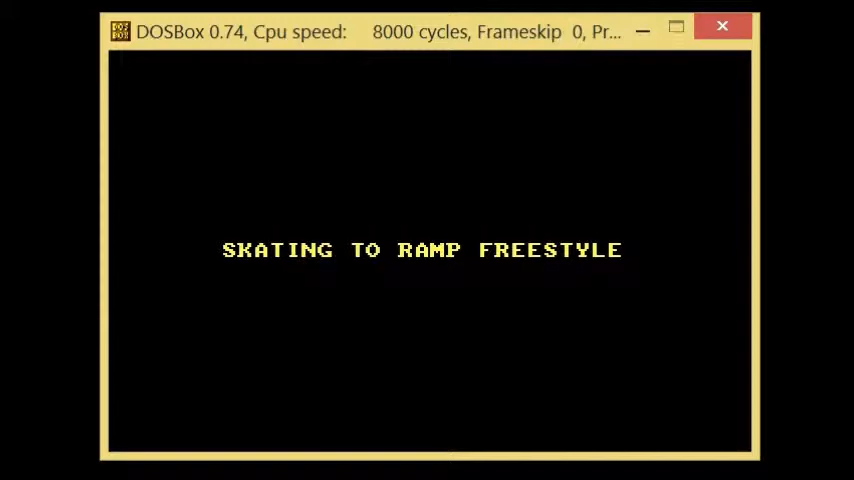 DOSBox 0.74, Cpu speed: 8000 cycles, Frameskip 0, Pr...
SKATING TO RAMP FREESTYLE